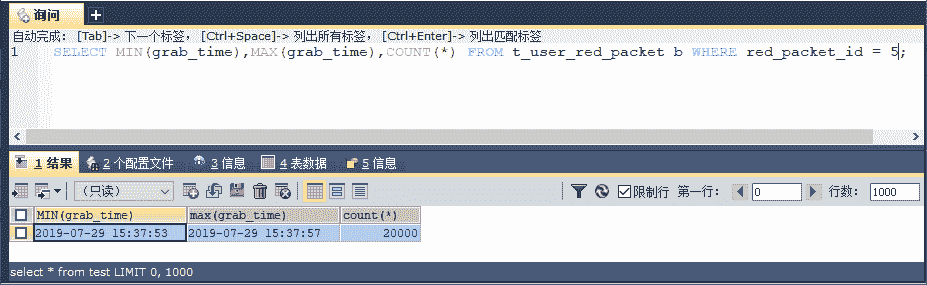 询问
自动完成： [Tab]-> 下一个标签， [Ctrl+Space]-> 列出所有标签， [Ctrl+Enter]-> 列出匹配标签
1 SELECT MIN(grab_time),MAX(grab_time),COUNT(*) FROM t_user_red_packet b WHERE red_packet_id = 5;
1 结果 2 个配置文件 3 信息 4 表数据 5 信息
（只读） 限制行 第一行： 0 行数： 1000
MIN(grab_time) max(grab_time) count(*)
2019-07-29 15:37:53 2019-07-29 15:37:57 20000
select * from test LIMIT 0, 1000